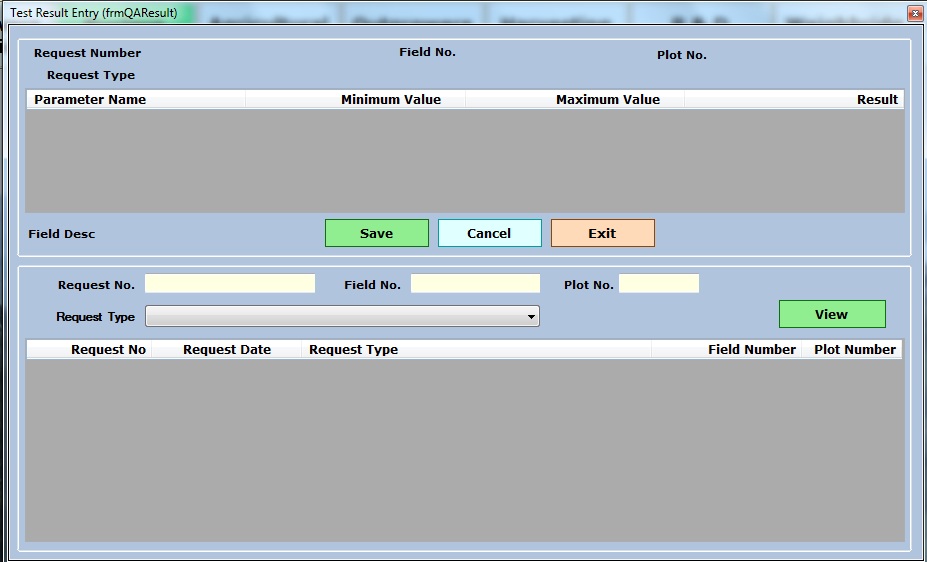 Test Result Entry (frmQAResult)
Request Number Field No. Plot No.
Request Type
Parameter Name Minimum Value Maximum Value Result
Field Desc Save Cancel Exit
Request No. Field No. Plot No.
Request Type View
Request No Request Date Request Type Field Number Plot Number